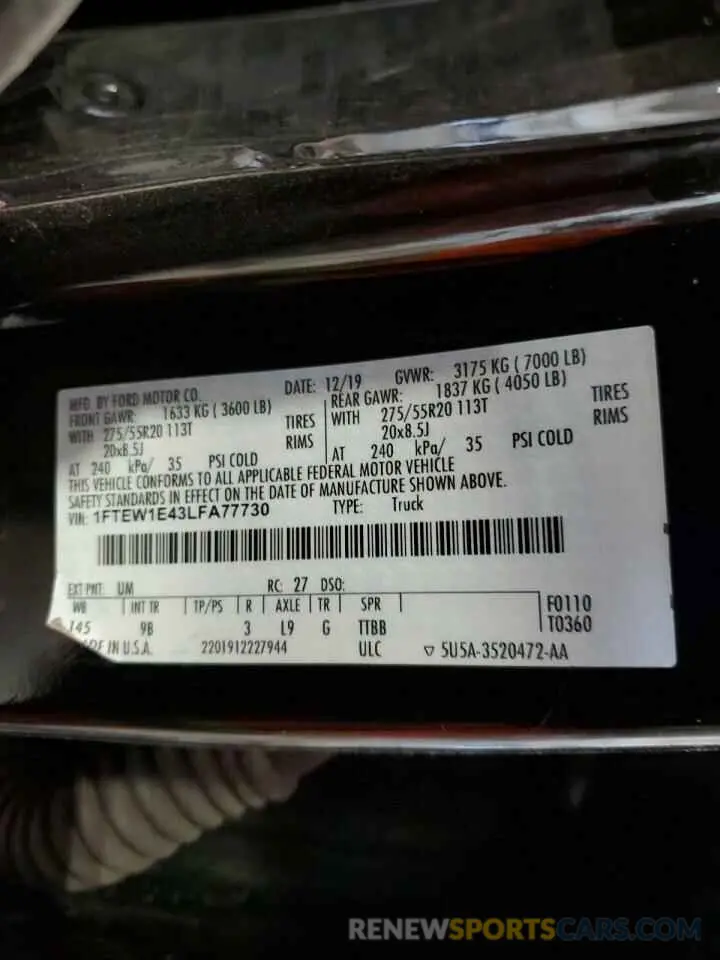 MFD. BY FORD MOTOR CO. DATE: 12/19 GVWR: 3175 KG ( 7000 LB)
FRONT GAWR: 1633 KG ( 3600 LB) REAR GAWR: 1837 KG ( 4050 LB)
WITH 275/55R20 113T TIRES WITH 275/55R20 113T TIRES
20x8.5J RIMS 20x8.5J RIMS
AT 240 kPa/ 35 PSI COLD AT 240 kPa/ 35 PSI COLD
THIS VEHICLE CONFORMS TO ALL APPLICABLE FEDERAL MOTOR VEHICLE
SAFETY STANDARDS IN EFFECT ON THE DATE OF MANUFACTURE SHOWN ABOVE.
VIN: 1FTEW1E43LFA77730 TYPE: Truck
EXT PNT: UM RC: 27 DSO:
WB INT TR TP/PS R AXLE TR SPR F0110
145 9B 3 L9 G TTBB T0360
DE IN U.S.A. 2201912227944 ULC ▽ 5U5A-3520472-AA
RENEWSPORTSCARS.COM